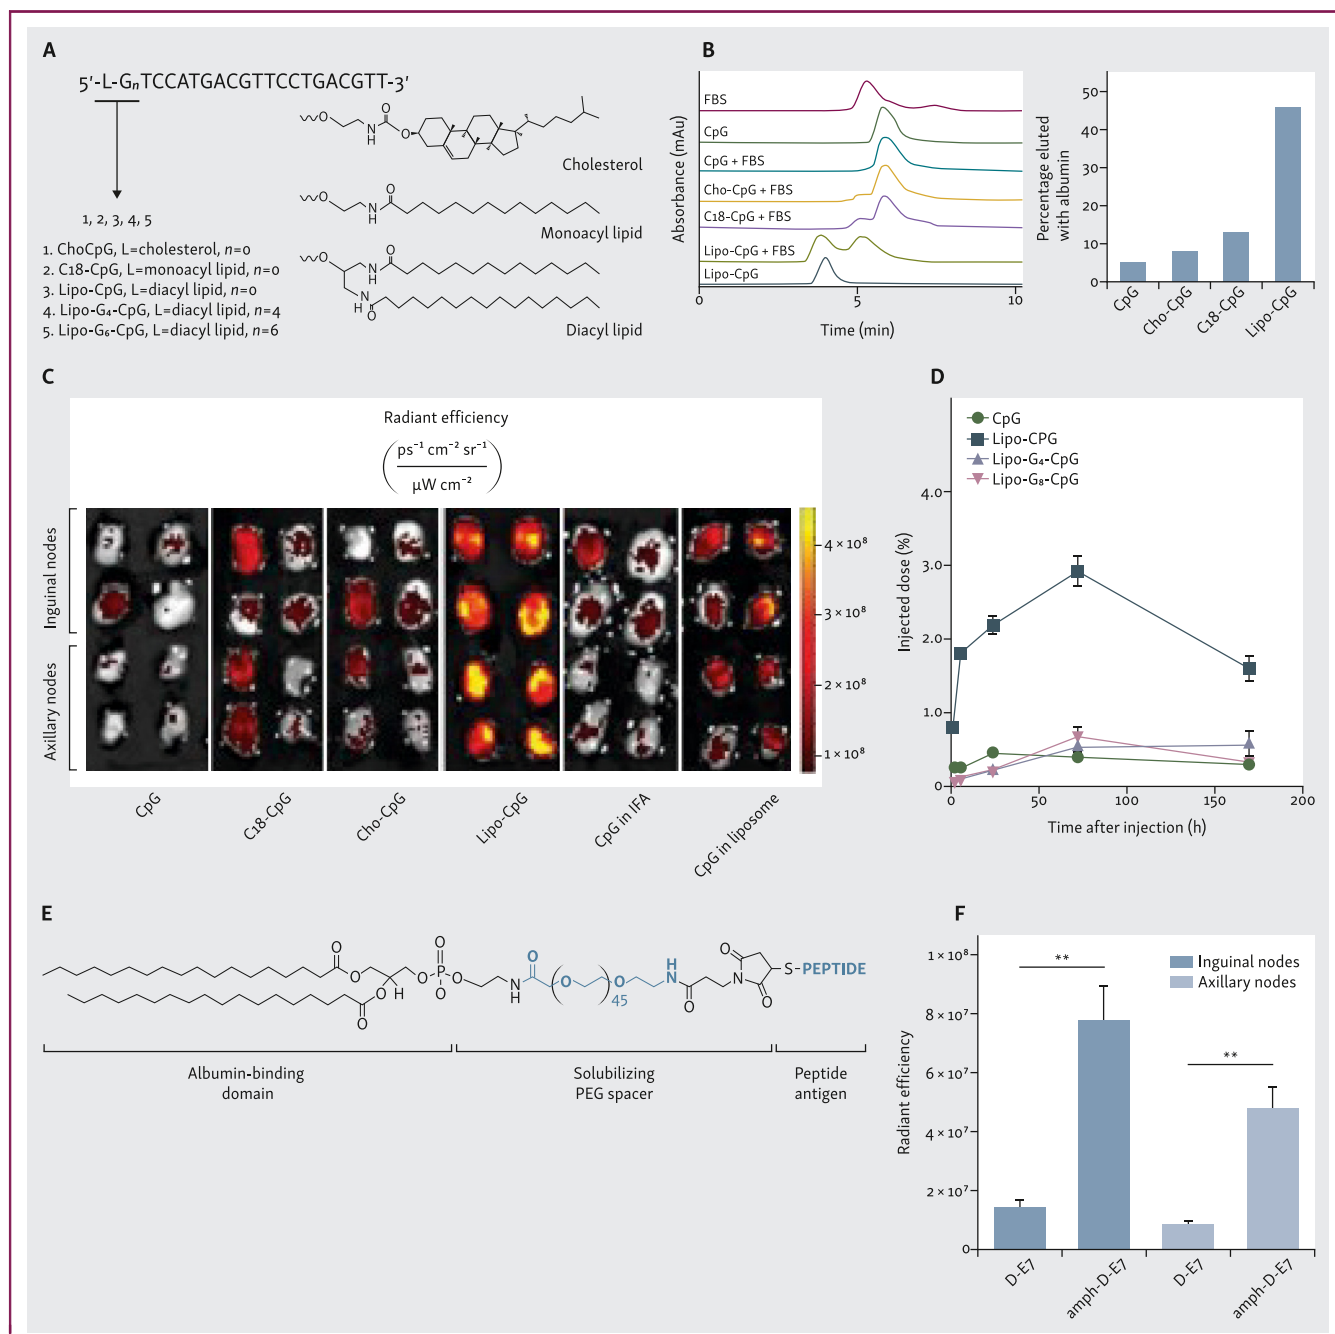 A
5′-L-GnTCCATGACGTTCCTGACGTT-3′
O
N
H
O
O
H
H
H
Cholesterol
O
N
H
O
Monoacyl lipid
O
HN
O
HN
O
Diacyl lipid
1, 2, 3, 4, 5
1. ChoCpG, L=cholesterol, n=0
2. C18-CpG, L=monoacyl lipid, n=0
3. Lipo-CpG, L=diacyl lipid, n=0
4. Lipo-G₄-CpG, L=diacyl lipid, n=4
5. Lipo-G₆-CpG, L=diacyl lipid, n=6
B
Absorbance (mAu)
FBS
CpG
CpG + FBS
Cho-CpG + FBS
C18-CpG + FBS
Lipo-CpG + FBS
Lipo-CpG
0
5
10
Time (min)
Percentage eluted
with albumin
50
40
30
20
10
0
CpG
Cho-CpG
C18-CpG
Lipo-CpG
C
Radiant efficiency
ps⁻¹ cm⁻² sr⁻¹
µW cm⁻²
Inguinal nodes
Axillary nodes
4 × 10⁸
3 × 10⁸
2 × 10⁸
1 × 10⁸
CpG
C18-CpG
Cho-CpG
Lipo-CpG
CpG in IFA
CpG in liposome
D
CpG
Lipo-CPG
Lipo-G₄-CpG
Lipo-G₈-CpG
Injected dose (%)
4.0
3.0
2.0
1.0
0
0
50
100
150
200
Time after injection (h)
E
O
O
O
O
H
O
O
P
O
O⁻
O
N
H
O
O
O
45
H
N
O
N
O
O
S-PEPTIDE
Albumin-binding
domain
Solubilizing
PEG spacer
Peptide
antigen
F
Inguinal nodes
Axillary nodes
**
**
Radiant efficiency
1 × 10⁸
8 × 10⁷
6 × 10⁷
4 × 10⁷
2 × 10⁷
0
D-E7
amph-D-E7
D-E7
amph-D-E7